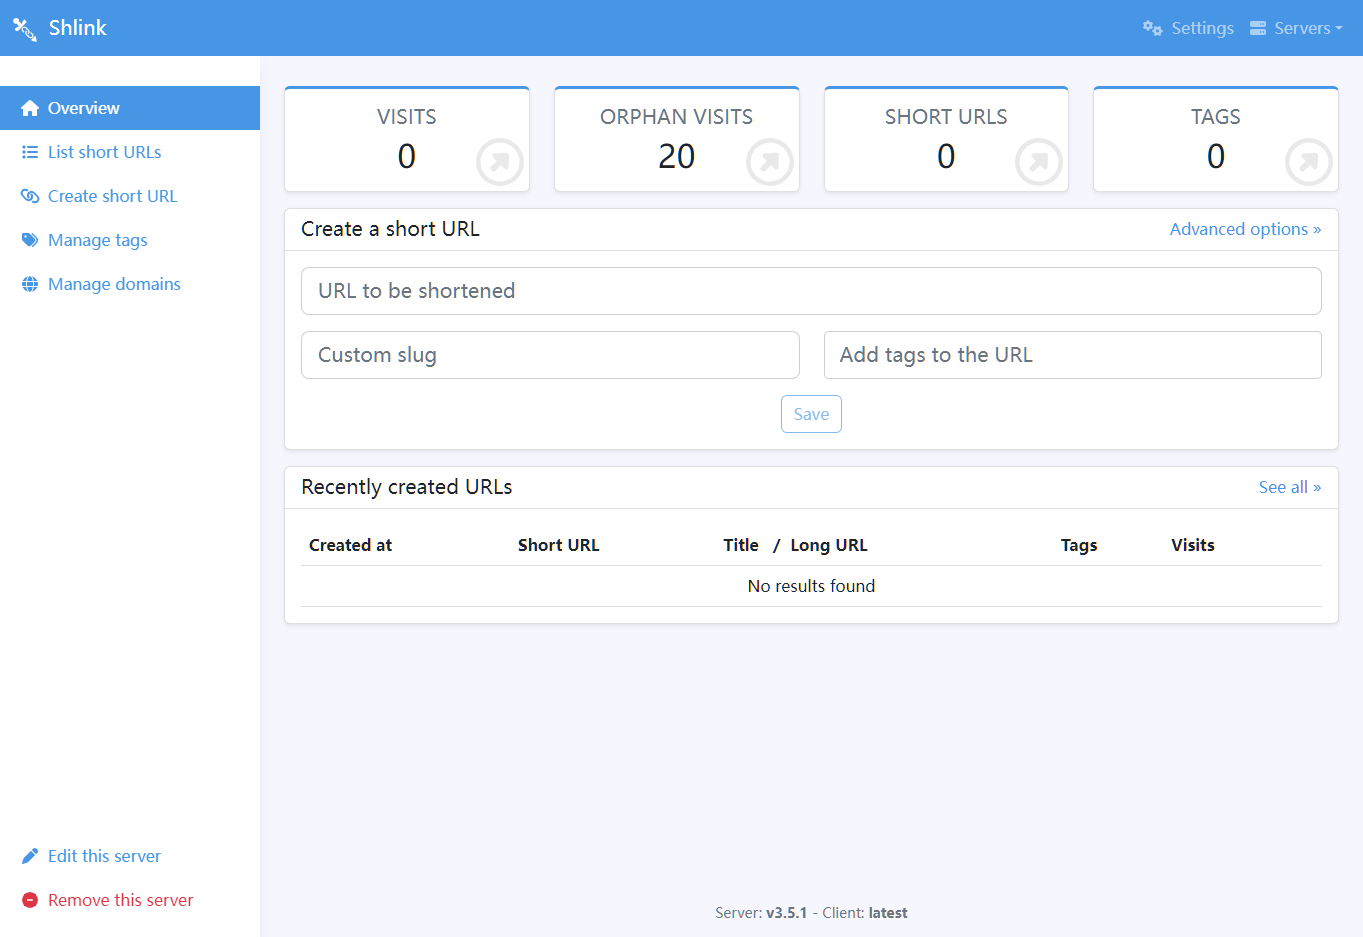 Shlink
Settings
Servers
Overview
List short URLs
Create short URL
Manage tags
Manage domains
Edit this server
Remove this server
VISITS
0
ORPHAN VISITS
20
SHORT URLS
0
TAGS
0
Create a short URL
Advanced options »
URL to be shortened
Custom slug
Add tags to the URL
Save
Recently created URLs
See all »
Created at Short URL Title / Long URL Tags Visits
No results found
Server: v3.5.1 - Client: latest